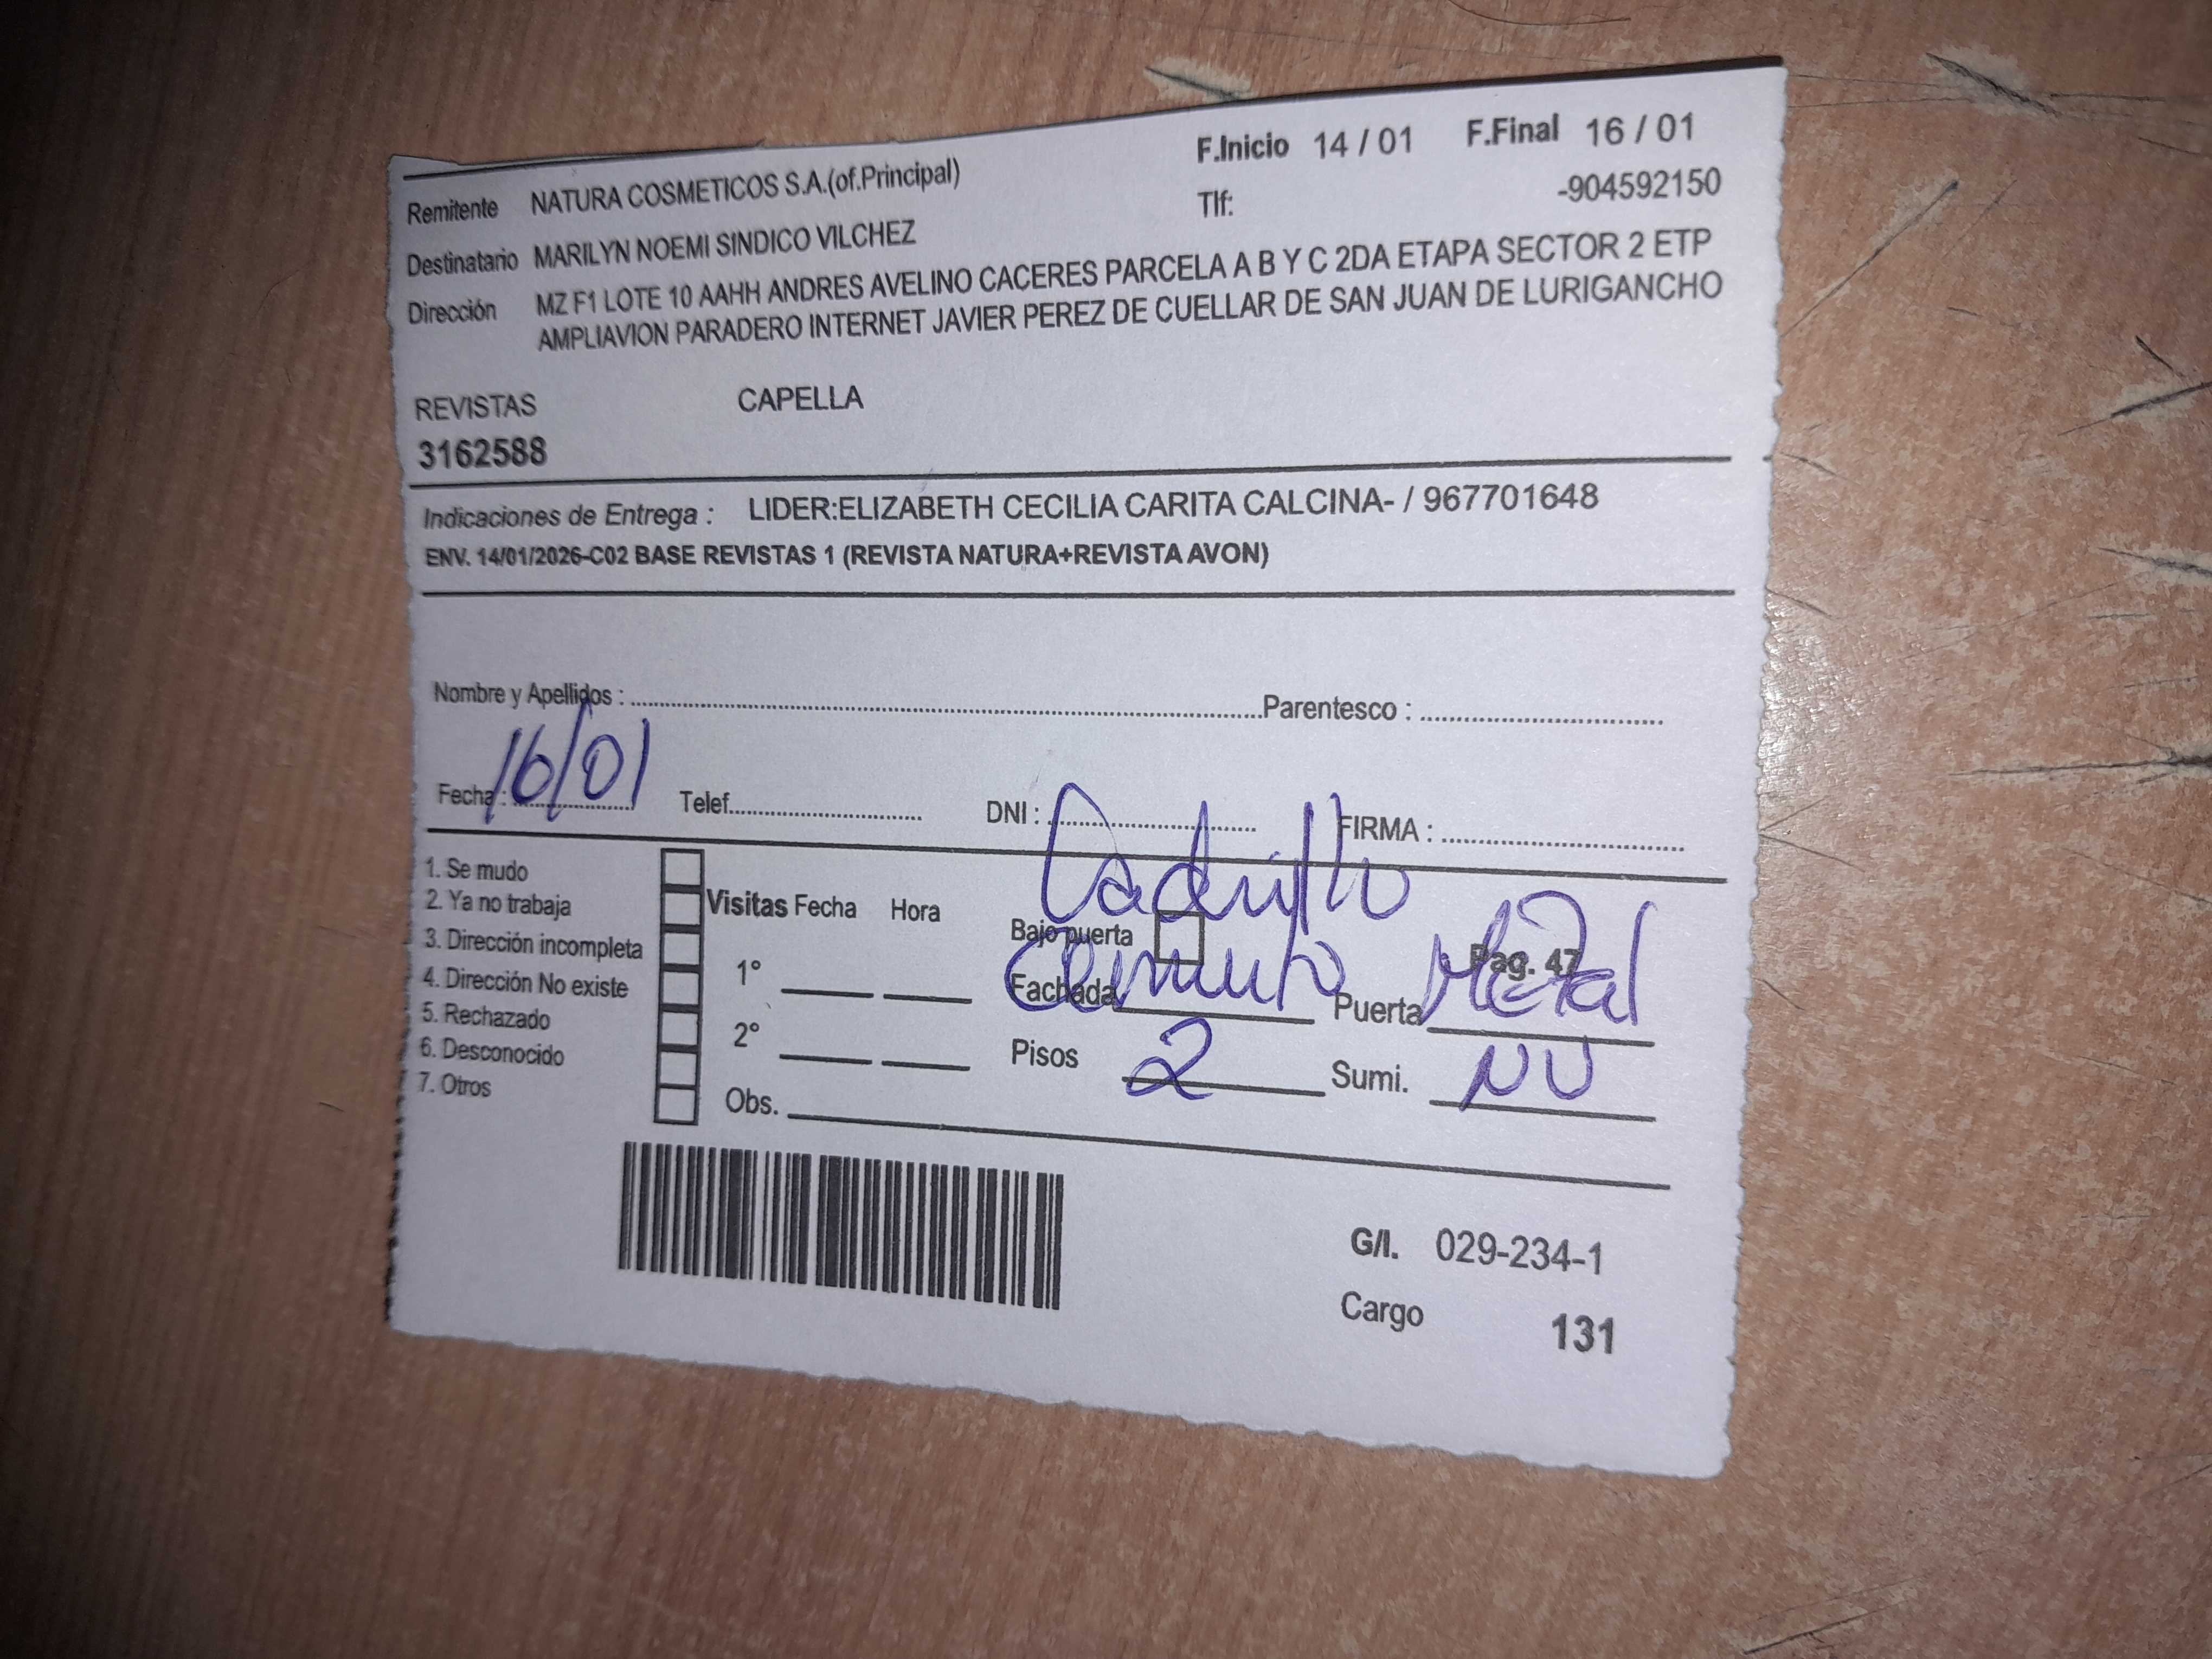 F.Inicio 14 / 01 F.Final 16 / 01
Remitente NATURA COSMETICOS S.A.(of.Principal)
Tlf: -904592150
Destinatario MARILYN NOEMI SINDICO VILCHEZ
Dirección MZ F1 LOTE 10 AAHH ANDRES AVELINO CACERES PARCELA A B Y C 2DA ETAPA SECTOR 2 ETP
AMPLIAVION PARADERO INTERNET JAVIER PEREZ DE CUELLAR DE SAN JUAN DE LURIGANCHO
REVISTAS CAPELLA
3162588
Indicaciones de Entrega : LIDER:ELIZABETH CECILIA CARITA CALCINA- / 967701648
ENV. 14/01/2026-C02 BASE REVISTAS 1 (REVISTA NATURA+REVISTA AVON)
Nombre y Apellidos : Parentesco :
Fecha : 16/01 Telef. DNI : FIRMA :
1. Se mudo
2. Ya no trabaja
3. Dirección incompleta
4. Dirección No existe
5. Rechazado
6. Desconocido
7. Otros
Visitas Fecha Hora
1°
2°
Obs.
Ladrillo
Bajo puerta
Pag. 47
Fachada Cemento Puerta Metal
Pisos 2 Sumi. NU
G/I. 029-234-1
Cargo 131